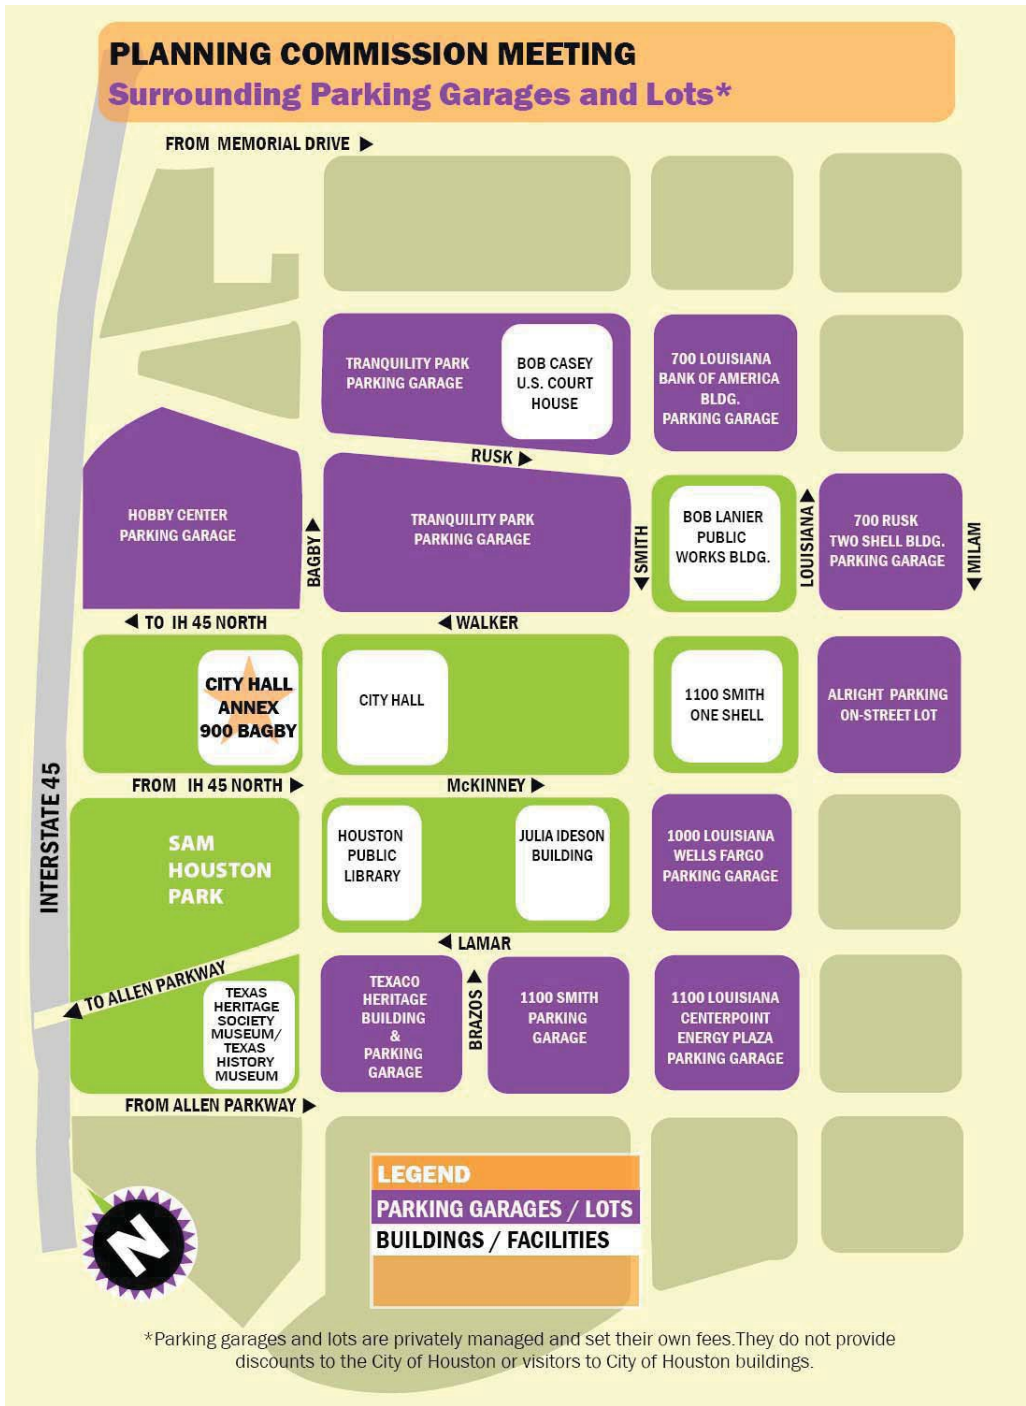 PLANNING COMMISSION MEETING
Surrounding Parking Garages and Lots*
FROM MEMORIAL DRIVE
TRANQUILITY PARK
PARKING GARAGE
BOB CASEY
U.S. COURT
HOUSE
700 LOUISIANA
BANK OF AMERICA
BLDG.
PARKING GARAGE
RUSK
HOBBY CENTER
PARKING GARAGE
BAGBY
TRANQUILITY PARK
PARKING GARAGE
SMITH
BOB LANIER
PUBLIC
WORKS BLDG.
LOUISIANA
700 RUSK
TWO SHELL BLDG.
PARKING GARAGE
MILAM
TO IH 45 NORTH
WALKER
CITY HALL
ANNEX
900 BAGBY
CITY HALL
1100 SMITH
ONE SHELL
ALRIGHT PARKING
ON-STREET LOT
INTERSTATE 45
FROM IH 45 NORTH
McKINNEY
SAM
HOUSTON
PARK
HOUSTON
PUBLIC
LIBRARY
JULIA IDESON
BUILDING
1000 LOUISIANA
WELLS FARGO
PARKING GARAGE
LAMAR
TO ALLEN PARKWAY
TEXAS
HERITAGE
SOCIETY
MUSEUM/
TEXAS
HISTORY
MUSEUM
TEXACO
HERITAGE
BUILDING
&
PARKING
GARAGE
BRAZOS
1100 SMITH
PARKING
GARAGE
1100 LOUISIANA
CENTERPOINT
ENERGY PLAZA
PARKING GARAGE
FROM ALLEN PARKWAY
LEGEND
PARKING GARAGES / LOTS
BUILDINGS / FACILITIES
N
*Parking garages and lots are privately managed and set their own fees.They do not provide
discounts to the City of Houston or visitors to City of Houston buildings.